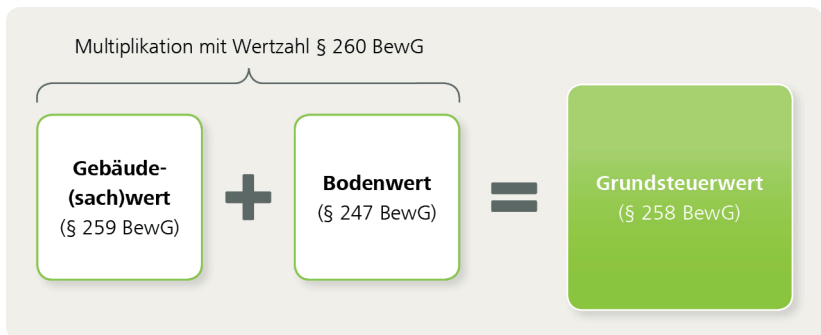 Multiplikation mit Wertzahl § 260 BewG
Gebäude-
(sach)wert
(§ 259 BewG)
+
Bodenwert
(§ 247 BewG)
=
Grundsteuerwert
(§ 258 BewG)